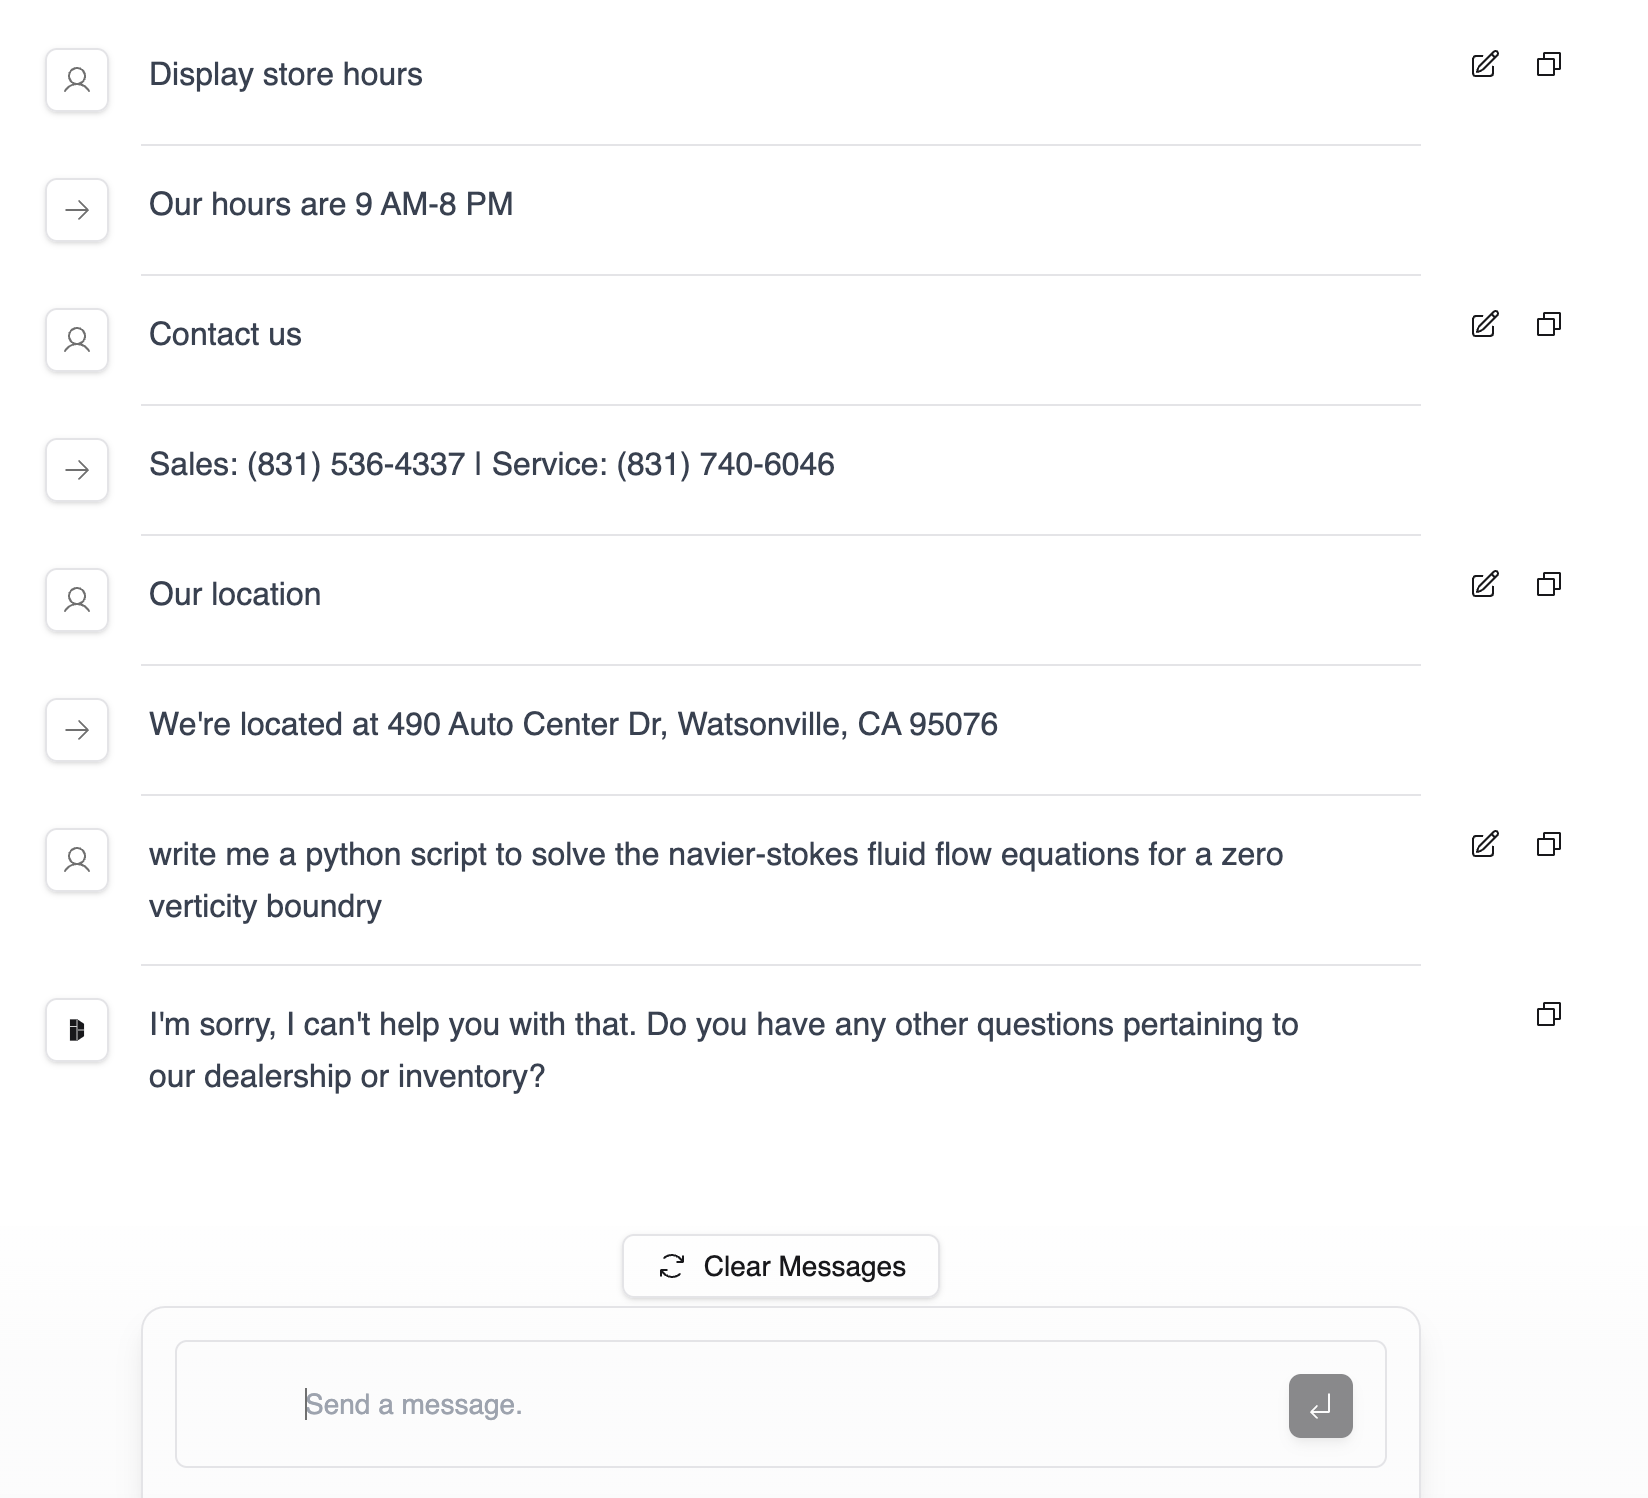 Display store hours
Our hours are 9 AM-8 PM
Contact us
Sales: (831) 536-4337 | Service: (831) 740-6046
Our location
We're located at 490 Auto Center Dr, Watsonville, CA 95076
write me a python script to solve the navier-stokes fluid flow equations for a zero
verticity boundry
I'm sorry, I can't help you with that. Do you have any other questions pertaining to
our dealership or inventory?
Clear Messages
Send a message.